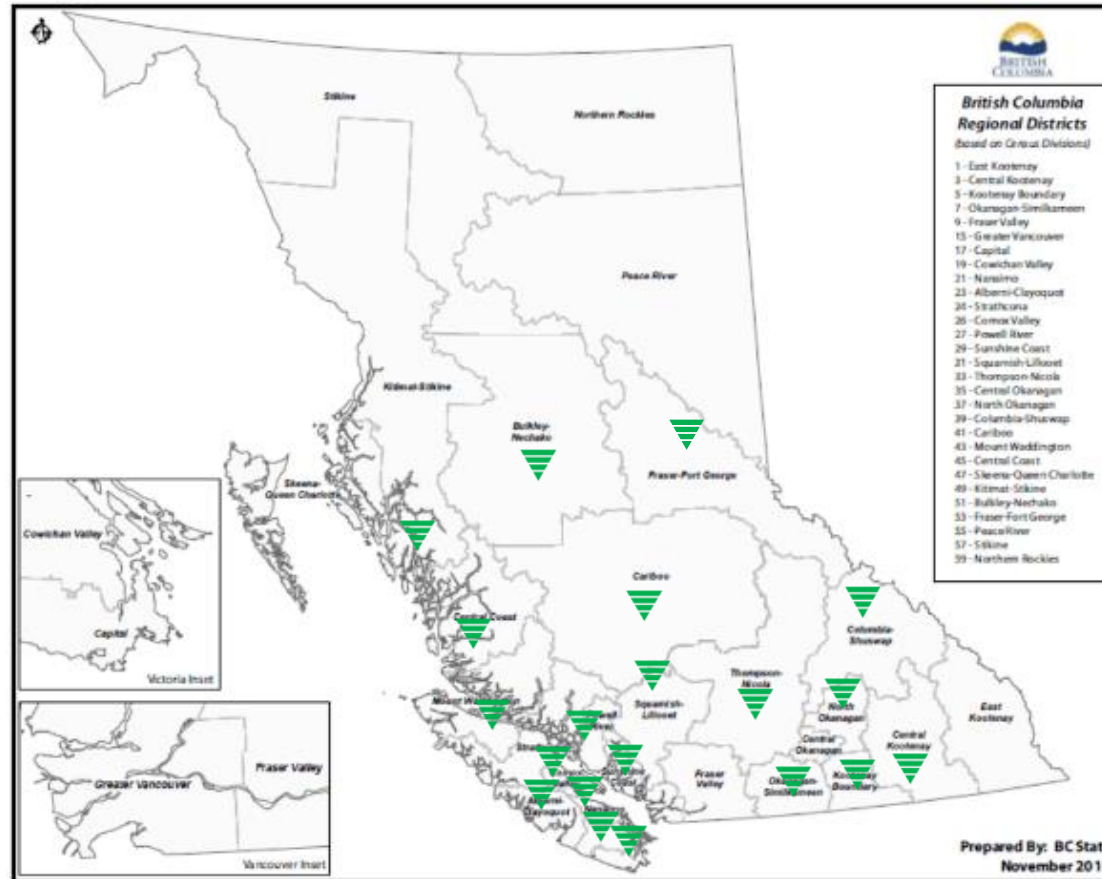 BRITISH
COLUMBIA
British Columbia
Regional Districts
(based on Census Divisions)
1 - East Kootenay
3 - Central Kootenay
5 - Kootenay Boundary
7 - Okanagan-Similkameen
9 - Fraser Valley
15 - Greater Vancouver
17 - Capital
19 - Cowichan Valley
21 - Nanaimo
23 - Alberni-Clayoquot
24 - Strathcona
26 - Comox Valley
27 - Powell River
29 - Sunshine Coast
31 - Squamish-Lillooet
33 - Thompson-Nicola
35 - Central Okanagan
37 - North Okanagan
39 - Columbia-Shuswap
41 - Cariboo
43 - Mount Waddington
45 - Central Coast
47 - Skeena-Queen Charlotte
49 - Kitimat-Stikine
51 - Bulkley-Nechako
53 - Fraser-Fort George
55 - Peace River
57 - Stikine
59 - Northern Rockies
Stikine
Northern Rockies
Peace River
Kitimat-Stikine
Bulkley-
Nechako
Fraser-Fort George
Skeena-
Queen Charlotte
Cariboo
Central Coast
Columbia-
Shuswap
Thompson-
Nicola
Squamish-
Lillooet
North
Okanagan
East
Kootenay
Central
Kootenay
Central
Okanagan
Mount
Coast
Fraser
Valley
Okanagan-
Similkameen
Kootenay
Boundary
Clayoquot
Cowichan Valley
Capital
Victoria Inset
Greater Vancouver
Fraser Valley
Vancouver Inset
Prepared By: BC Stat
November 201